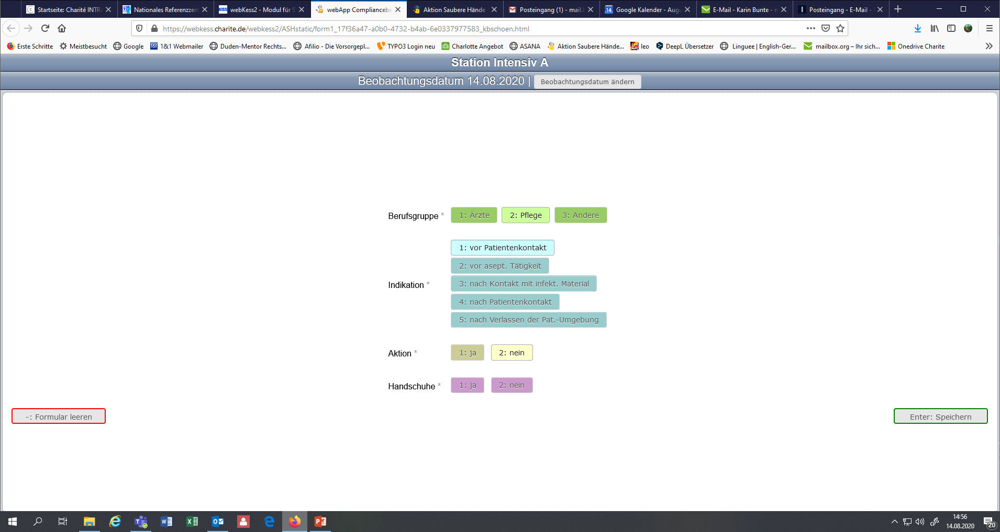 Startseite: Charité INTR
Nationales Referenzzen
KISS webKess2 - Modul für S
webApp Compliancebe
Aktion Saubere Hände -
Posteingang (1) - mail.
14 Google Kalender - Augu
E-Mail - Karin Bunte - m
Posteingang - E-Mail -
https://webkess.charite.de/webkess2/ASHstatic/form1_17f36a47-a0b0-4732-b4ab-6e0337977583_kbschoen.html
Erste Schritte Meistbesucht Google 1&1 1&1 Webmailer Duden-Mentor Rechts... Afilio - Die Vorsorgepl... TYPO3 Login neu Charlotte Angebot ASANA Aktion Saubere Hände... leo DeepL Übersetzer Linguee | English-Ger... mailbox.org – Ihr sich... Onedrive Charite
Station Intensiv A
Beobachtungsdatum 14.08.2020 | Beobachtungsdatum ändern
Berufsgruppe * 1: Ärzte 2: Pflege 3: Andere
Indikation *
1: vor Patientenkontakt
2: vor asept. Tätigkeit
3: nach Kontakt mit infekt. Material
4: nach Patientenkontakt
5: nach Verlassen der Pat.-Umgebung
Aktion * 1: ja 2: nein
Handschuhe * 1: ja 2: nein
-: Formular leeren
Enter: Speichern
14:56
14.08.2020
20